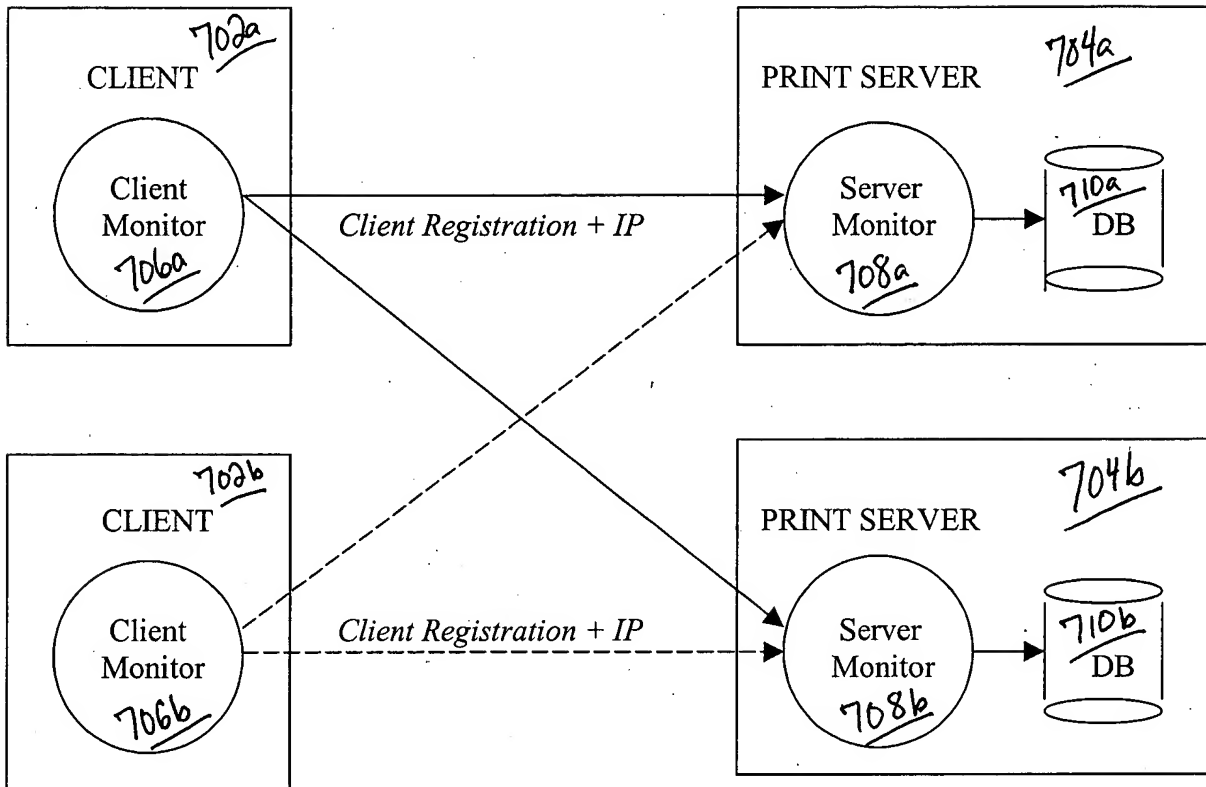 702a
CLIENT
Client
Monitor
706a
Client Registration + IP
704a
PRINT SERVER
Server
Monitor
708a
710a
DB
702b
CLIENT
Client
Monitor
706b
Client Registration + IP
704b
PRINT SERVER
Server
Monitor
708b
710b
DB